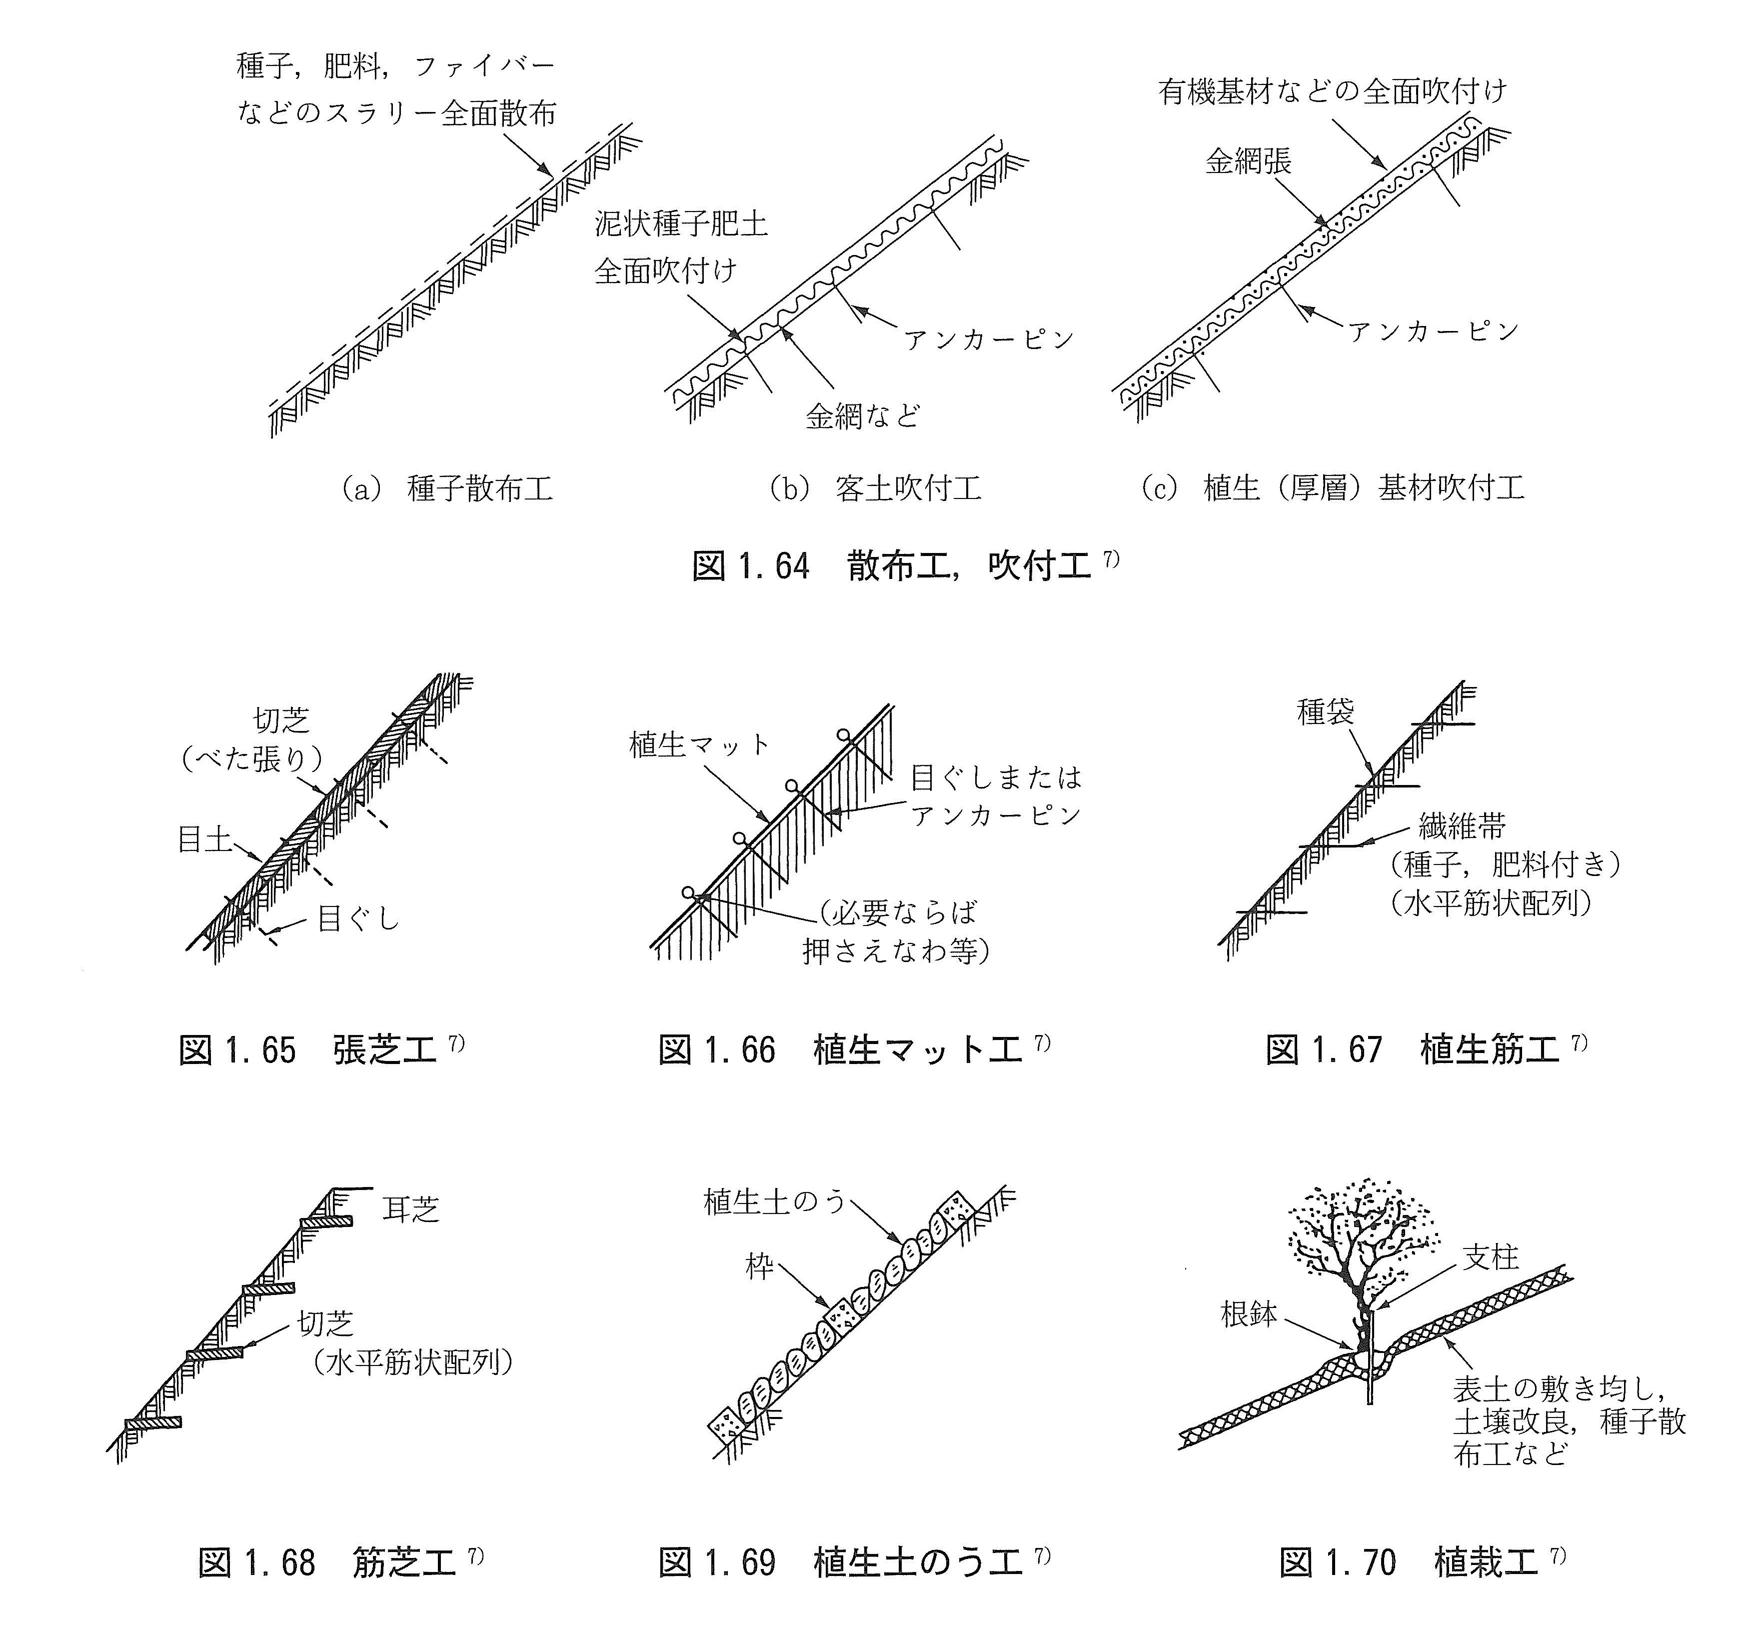 種子，肥料，ファイバー
などのスラリー全面散布
泥状種子肥土
全面吹付け
アンカーピン
金網など
有機基材などの全面吹付け
金網張
アンカーピン
（a） 種子散布工
（b） 客土吹付工
（c） 植生（厚層）基材吹付工
図 1. 64　散布工，吹付工 7)
切芝
（べた張り）
目土
目ぐし
植生マット
目ぐしまたは
アンカーピン
（必要ならば
押さえなわ等）
種袋
繊維帯
（種子，肥料付き）
（水平筋状配列）
図 1. 65　張芝工 7)
図 1. 66　植生マット工 7)
図 1. 67　植生筋工 7)
耳芝
切芝
（水平筋状配列）
植生土のう
枠
支柱
根鉢
表土の敷き均し，
土壌改良，種子散
布工など
図 1. 68　筋芝工 7)
図 1. 69　植生土のう工 7)
図 1. 70　植栽工 7)